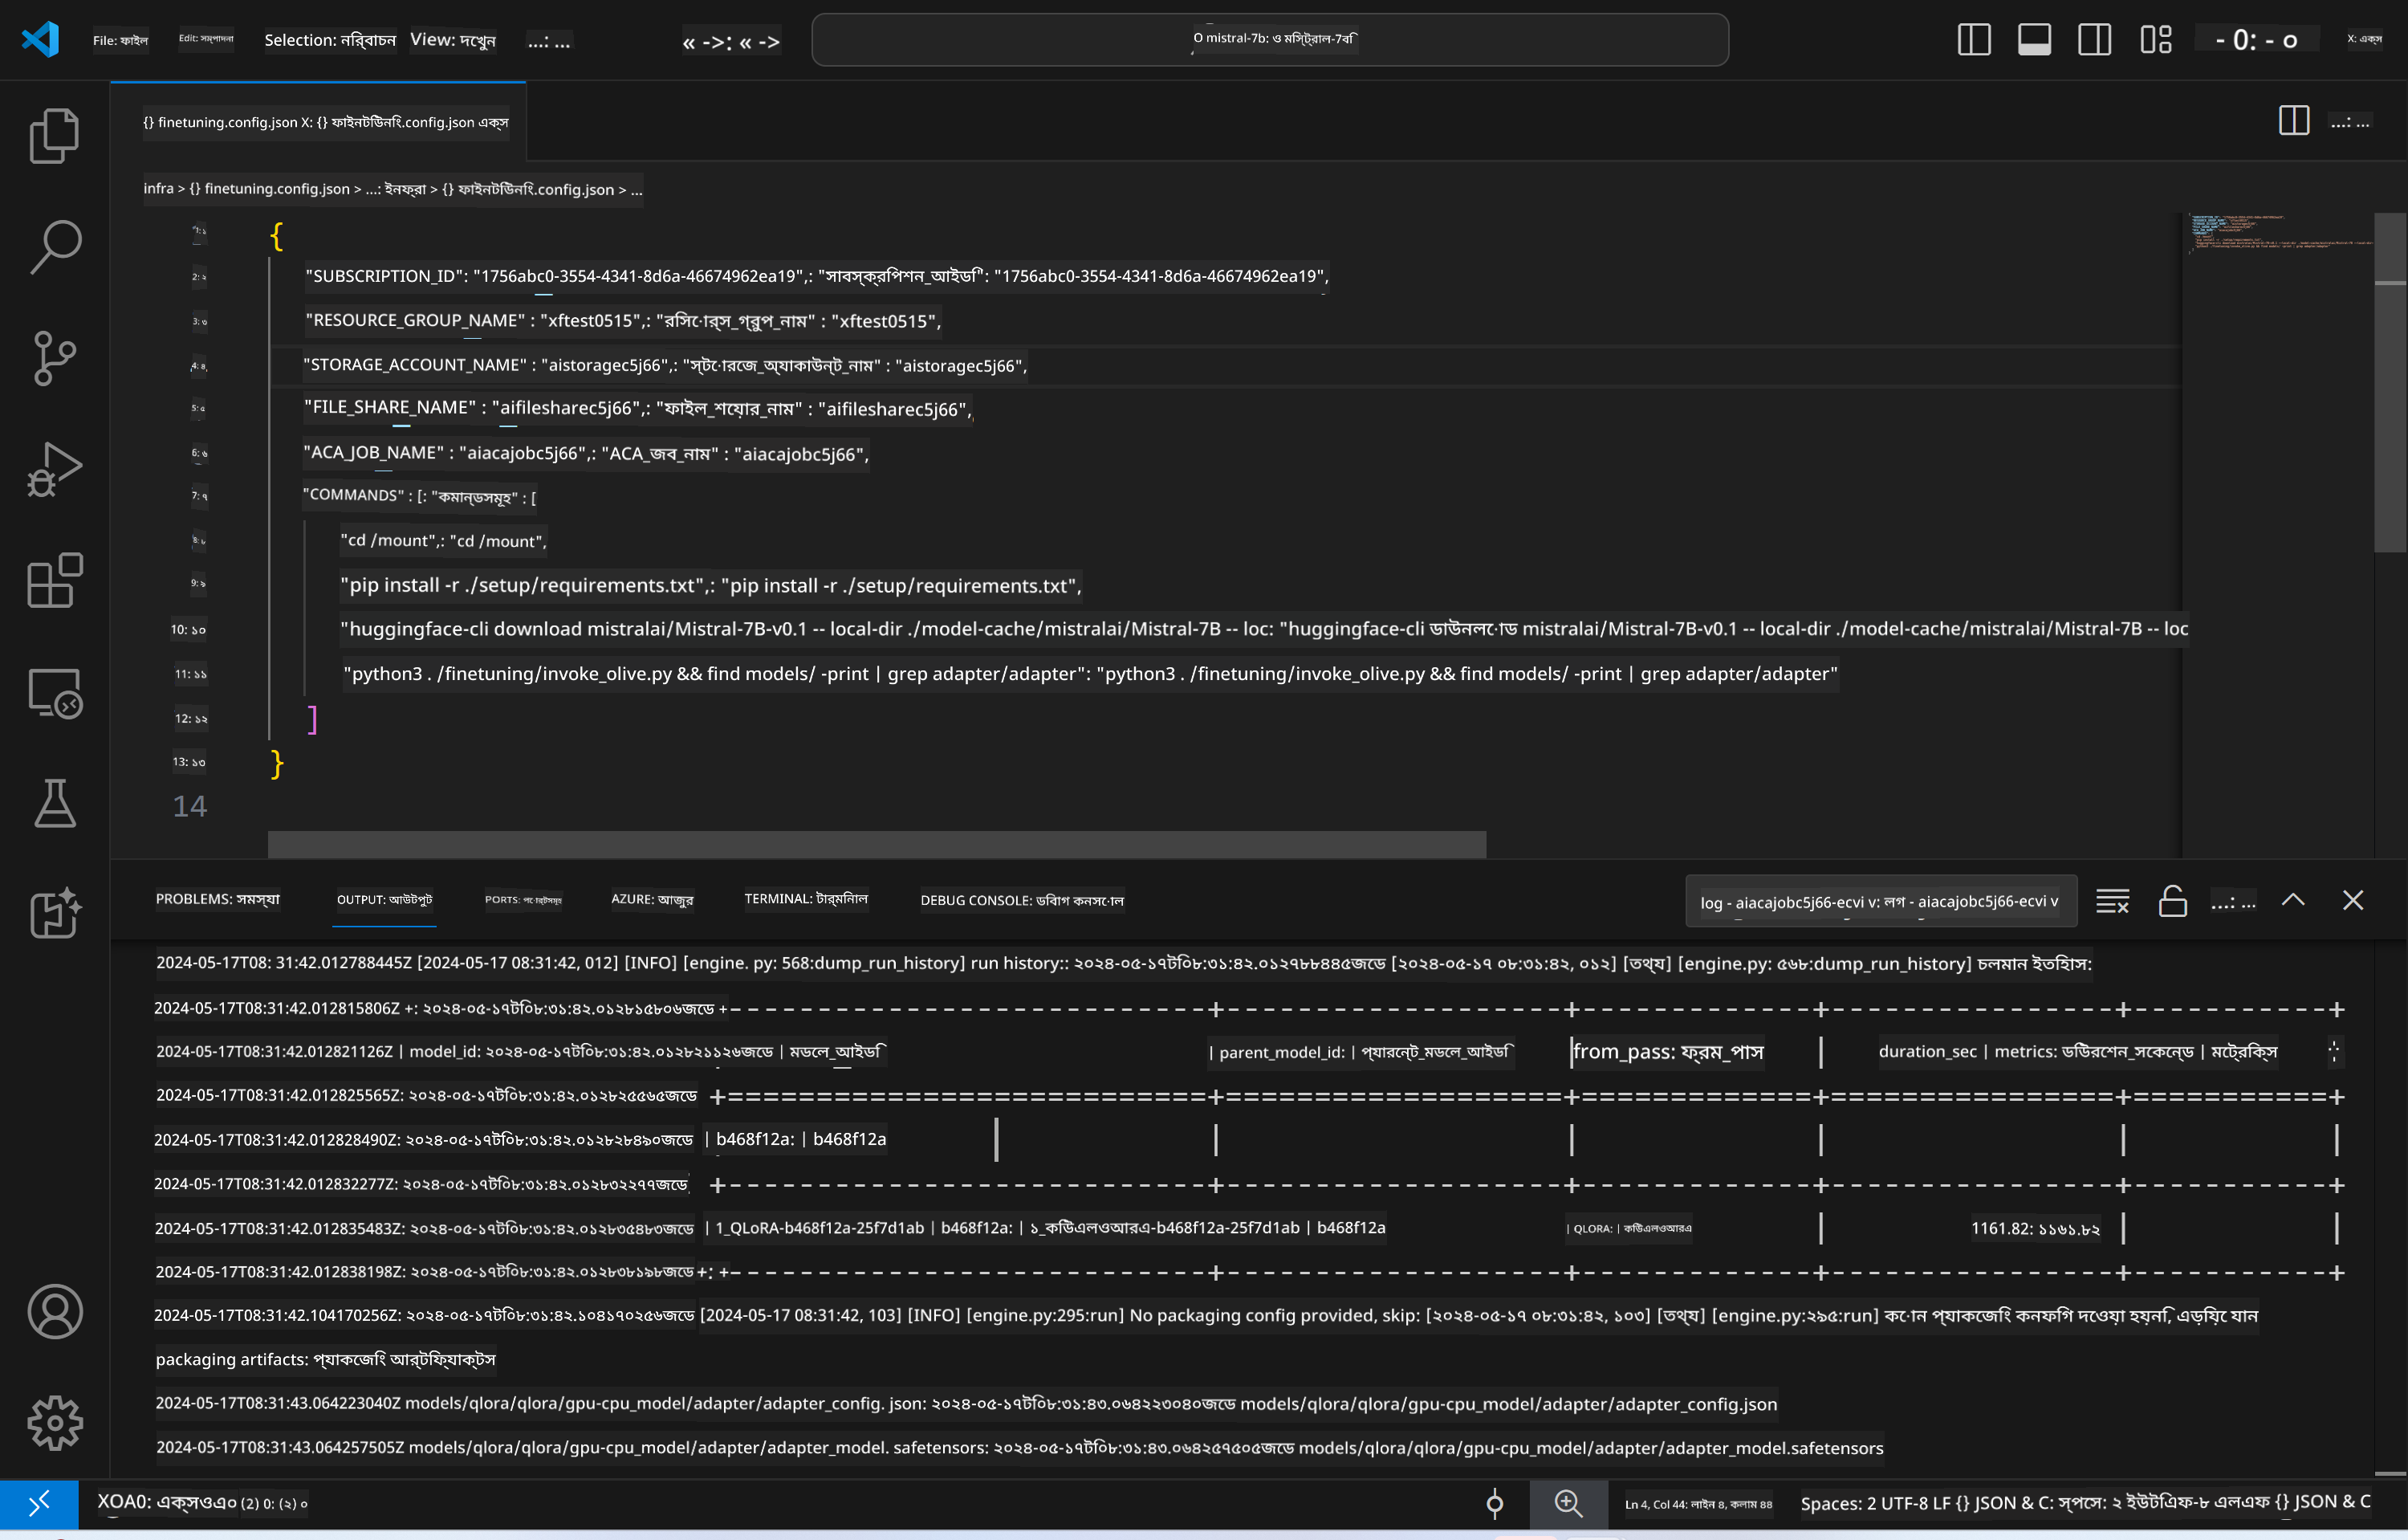 File: ফাইল Edit: সম্পাদনা Selection: নির্বাচন View: দেখুন ...: ... « ->: « -> O mistral-7b: ও মিস্ট্রাল-7বি - 0: - ০ X: এক্স
{} finetuning.config.json X: {} ফাইনটিউনিং.config.json এক্স ...: ...
infra > {} finetuning.config.json > ...: ইনফ্রা > {} ফাইনটিউনিং.config.json > ...
{
2: ২ "SUBSCRIPTION_ID": "1756abc0-3554-4341-8d6a-46674962ea19",: "সাবস্ক্রিপশন_আইডি": "1756abc0-3554-4341-8d6a-46674962ea19",
3: ৩ "RESOURCE_GROUP_NAME" : "xftest0515",: "রিসোর্স_গ্রুপ_নাম" : "xftest0515",
4: ৪ "STORAGE_ACCOUNT_NAME" : "aistoragec5j66",: "স্টোরেজ_অ্যাকাউন্ট_নাম" : "aistoragec5j66",
5: ৫ "FILE_SHARE_NAME" : "aifilesharec5j66",: "ফাইল_শেয়ার_নাম" : "aifilesharec5j66",
6: ৬ "ACA_JOB_NAME" : "aiacajobc5j66",: "ACA_জব_নাম" : "aiacajobc5j66",
7: ৭ "COMMANDS" : [: "কমান্ডসমূহ" : [
8: ৮ "cd /mount",: "cd /mount",
9: ৯ "pip install -r ./setup/requirements.txt",: "pip install -r ./setup/requirements.txt",
10: ১০ "huggingface-cli download mistralai/Mistral-7B-v0.1 -- local-dir ./model-cache/mistralai/Mistral-7B -- loc: "huggingface-cli ডাউনলোড mistralai/Mistral-7B-v0.1 -- local-dir ./model-cache/mistralai/Mistral-7B -- loc
11: ১১ "python3 . /finetuning/invoke_olive.py && find models/ -print | grep adapter/adapter": "python3 . /finetuning/invoke_olive.py && find models/ -print | grep adapter/adapter"
12: ১২ ]
13: ১৩ }
14
PROBLEMS: সমস্যা OUTPUT: আউটপুট PORTS: পোর্টসমূহ AZURE: আজুর TERMINAL: টার্মিনাল DEBUG CONSOLE: ডিবাগ কনসোল log - aiacajobc5j66-ecvi v: লগ - aiacajobc5j66-ecvi v ...: ...
2024-05-17T08: 31:42.012788445Z [2024-05-17 08:31:42, 012] [INFO] [engine. py: 568:dump_run_history] run history:: ২০২৪-০৫-১৭টি০৮:৩১:৪২.০১২৭৮৮৪৪৫জেড [২০২৪-০৫-১৭ ০৮:৩১:৪২, ০১২] [তথ্য] [engine.py: ৫৬৮:dump_run_history] চলমান ইতিহাস:
2024-05-17T08:31:42.012815806Z +: ২০২৪-০৫-১৭টি০৮:৩১:৪২.০১২৮১৫৮০৬জেড +
2024-05-17T08:31:42.012821126Z | model_id: ২০২৪-০৫-১৭টি০৮:৩১:৪২.০১২৮২১১২৬জেড | মডেল_আইডি | parent_model_id: | প্যারেন্ট_মডেল_আইডি from_pass: ফ্রম_পাস | duration_sec | metrics: ডিউরেশন_সেকেন্ড | মেট্রিক্স
2024-05-17T08:31:42.012825565Z: ২০২৪-০৫-১৭টি০৮:৩১:৪২.০১২৮২৫৫৬৫জেড
2024-05-17T08:31:42.012828490Z: ২০২৪-০৫-১৭টি০৮:৩১:৪২.০১২৮২৮৪৯০জেড | b468f12a: | b468f12a
2024-05-17T08:31:42.012832277Z: ২০২৪-০৫-১৭টি০৮:৩১:৪২.০১২৮৩২২৭৭জেড
2024-05-17T08:31:42.012835483Z: ২০২৪-০৫-১৭টি০৮:৩১:৪২.০১২৮৩৫৪৮৩জেড | 1_QLoRA-b468f12a-25f7d1ab | b468f12a: | ১_কিউএলওআরএ-b468f12a-25f7d1ab | b468f12a | QLORA: | কিউএলওআরএ | 1161.82: ১১৬১.৮২
2024-05-17T08:31:42.012838198Z: ২০২৪-০৫-১৭টি০৮:৩১:৪২.০১২৮৩৮১৯৮জেড +: +
2024-05-17T08:31:42.104170256Z: ২০২৪-০৫-১৭টি০৮:৩১:৪২.১০৪১৭০২৫৬জেড [2024-05-17 08:31:42, 103] [INFO] [engine.py:295:run] No packaging config provided, skip: [২০২৪-০৫-১৭ ০৮:৩১:৪২, ১০৩] [তথ্য] [engine.py:২৯৫:run] কোন প্যাকেজিং কনফিগ দেওয়া হয়নি, এড়িয়ে যান
packaging artifacts: প্যাকেজিং আর্টিফ্যাক্টস
2024-05-17T08:31:43.064223040Z models/qlora/qlora/gpu-cpu_model/adapter/adapter_config. json: ২০২৪-০৫-১৭টি০৮:৩১:৪৩.০৬৪২২৩০৪০জেড models/qlora/qlora/gpu-cpu_model/adapter/adapter_config.json
2024-05-17T08:31:43.064257505Z models/qlora/qlora/gpu-cpu_model/adapter/adapter_model. safetensors: ২০২৪-০৫-১৭টি০৮:৩১:৪৩.০৬৪২৫৭৫০৫জেড models/qlora/qlora/gpu-cpu_model/adapter/adapter_model.safetensors
XOA0: এক্সওএ০ (2) 0: (২) ০ Ln 4, Col 44: লাইন ৪, কলাম ৪৪ Spaces: 2 UTF-8 LF {} JSON & C: স্পেস: ২ ইউটিএফ-৮ এলএফ {} JSON & C